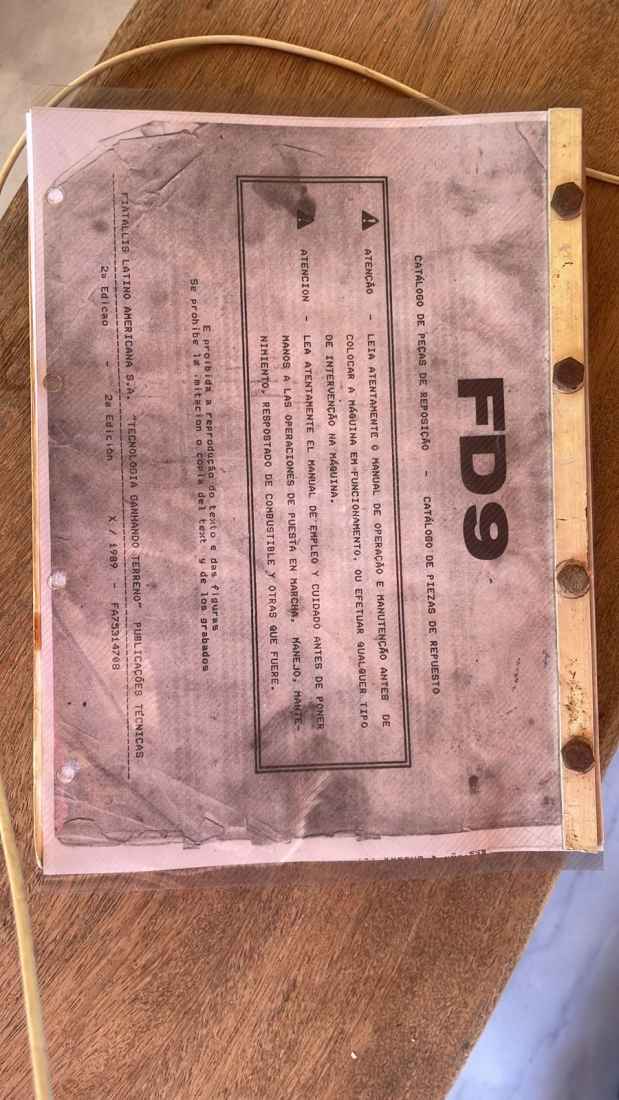 FD9
CATÁLOGO DE PEÇAS DE REPOSIÇÃO - CATÁLOGO DE PIEZAS DE REPUESTO
ATENÇÃO - LEIA ATENTAMENTE O MANUAL DE OPERAÇÃO E MANUTENÇÃO ANTES DE
COLOCAR A MÁQUINA EM FUNCIONAMENTO, OU EFETUAR QUALQUER TIPO
DE INTERVENÇÃO NA MÁQUINA.
ATENCION - LEA ATENTAMENTE EL MANUAL DE EMPLEO Y CUIDADO ANTES DE PONER
MANOS A LAS OPERACIONES DE PUESTA EN MARCHA, MANEJO, MANTE-
NIMIENTO, RESPOSTADO DE COMBUSTIBLE Y OTRAS QUE FUERE.
E proibida a reprodução do texto e das figuras
Se prohibe la imitacion o copia del text y de los grabados
FIATALLIS LATINO AMERICANA S.A. "TECNOLOGIA GANHANDO TERRENO" PUBLICAÇÕES TÉCNICAS
2a Edicao - 2a Edición X / 1989 - FA75314768